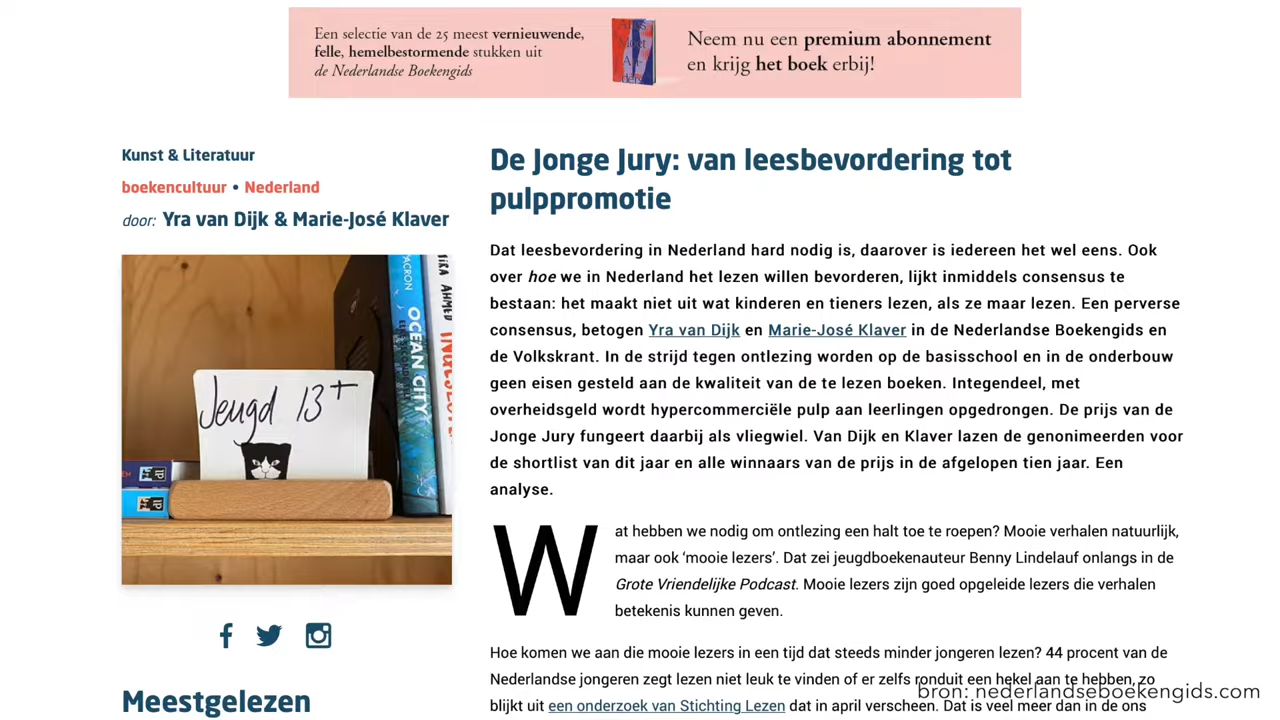 Een selectie van de 25 meest vernieuwende,
felle, hemelbestormende stukken uit
de Nederlandse Boekengids
Neem nu een premium abonnement
en krijg het boek erbij!
Kunst & Literatuur
boekencultuur • Nederland
door: Yra van Dijk & Marie-José Klaver
OCEAN CITY
Jeugd 13+
De Jonge Jury: van leesbevordering tot
pulppromotie
Dat leesbevordering in Nederland hard nodig is, daarover is iedereen het wel eens. Ook
over hoe we in Nederland het lezen willen bevorderen, lijkt inmiddels consensus te
bestaan: het maakt niet uit wat kinderen en tieners lezen, als ze maar lezen. Een perverse
consensus, betogen Yra van Dijk en Marie-José Klaver in de Nederlandse Boekengids en
de Volkskrant. In de strijd tegen ontlezing worden op de basisschool en in de onderbouw
geen eisen gesteld aan de kwaliteit van de te lezen boeken. Integendeel, met
overheidsgeld wordt hypercommerciële pulp aan leerlingen opgedrongen. De prijs van de
Jonge Jury fungeert daarbij als vliegwiel. Van Dijk en Klaver lazen de genonimeerden voor
de shortlist van dit jaar en alle winnaars van de prijs in de afgelopen tien jaar. Een
analyse.
Wat hebben we nodig om ontlezing een halt toe te roepen? Mooie verhalen natuurlijk,
maar ook ‘mooie lezers’. Dat zei jeugdboekenauteur Benny Lindelauf onlangs in de
Grote Vriendelijke Podcast. Mooie lezers zijn goed opgeleide lezers die verhalen
betekenis kunnen geven.
Hoe komen we aan die mooie lezers in een tijd dat steeds minder jongeren lezen? 44 procent van de
Nederlandse jongeren zegt lezen niet leuk te vinden of er zelfs ronduit een hekel aan te hebben, zo
blijkt uit een onderzoek van Stichting Lezen dat in april verscheen. Dat is veel meer dan in de ons
Meestgelezen
bron: nederlandseboekengids.com